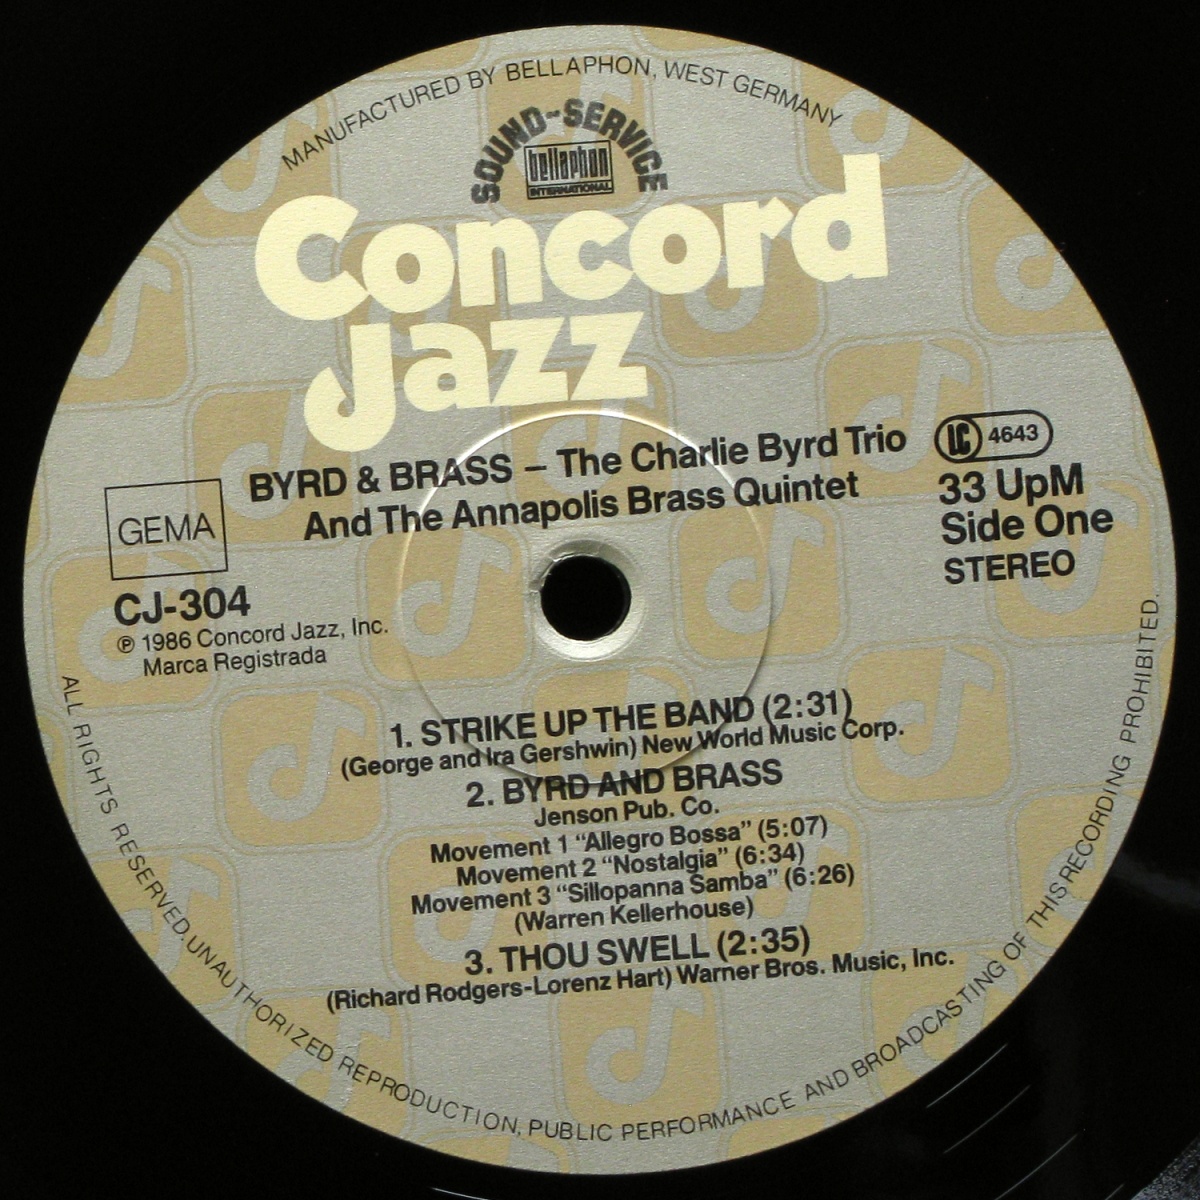 MANUFACTURED BY BELLAPHON, WEST GERMANY
SOUND-SERVICE
bellaphon
INTERNATIONAL
Concord
Jazz
BYRD & BRASS – The Charlie Byrd Trio
And The Annapolis Brass Quintet
LC 4643
33 UpM
Side One
STEREO
GEMA
CJ-304
℗ 1986 Concord Jazz, Inc.
Marca Registrada
1. STRIKE UP THE BAND (2:31)
(George and Ira Gershwin) New World Music Corp.
2. BYRD AND BRASS
Jenson Pub. Co.
Movement 1 “Allegro Bossa” (5:07)
Movement 2 “Nostalgia” (6:34)
Movement 3 “Sillopanna Samba” (6:26)
(Warren Kellerhouse)
3. THOU SWELL (2:35)
(Richard Rodgers-Lorenz Hart) Warner Bros. Music, Inc.
ALL RIGHTS RESERVED. UNAUTHORIZED REPRODUCTION, PUBLIC PERFORMANCE AND BROADCASTING OF THIS RECORDING PROHIBITED.